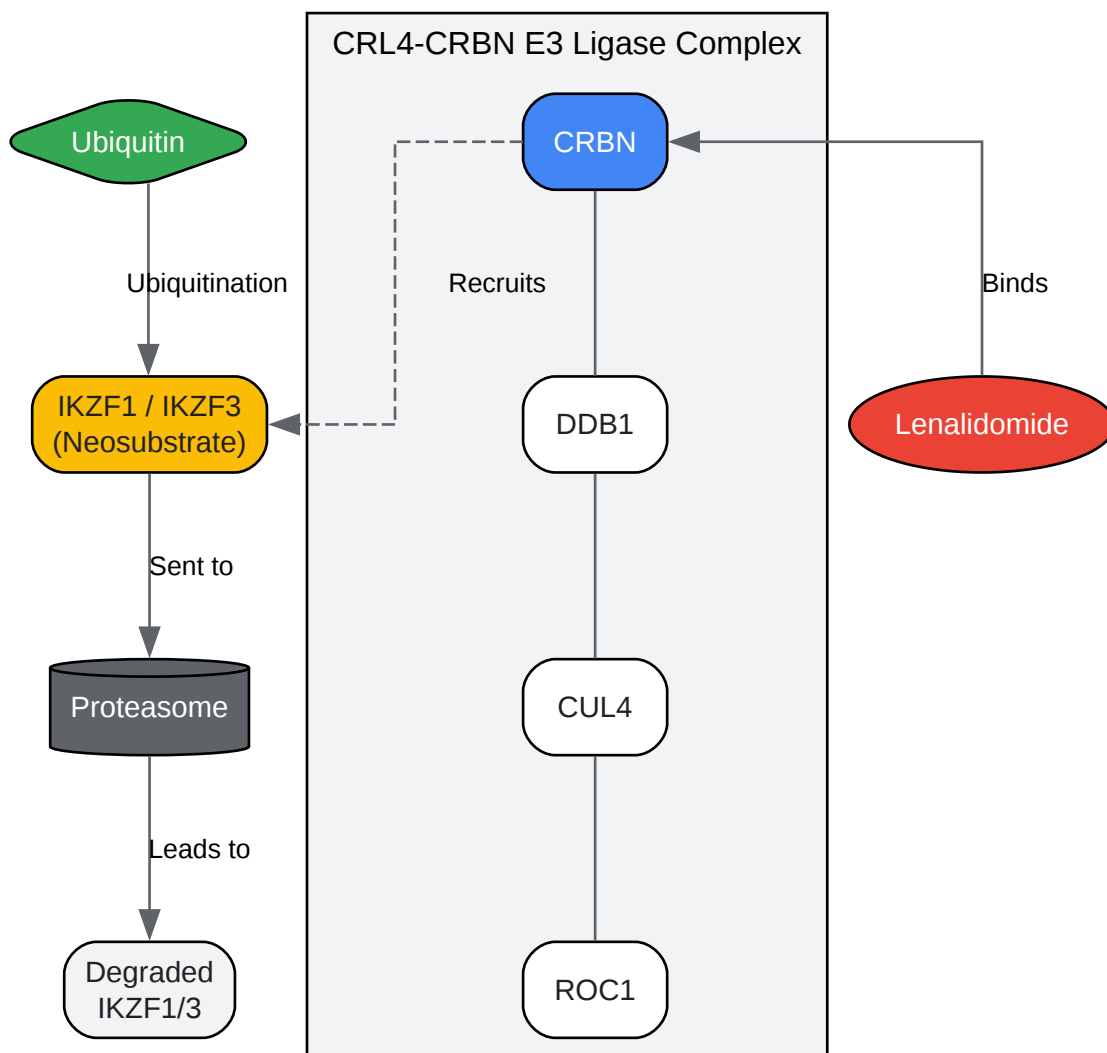 CRL4-CRBN E3 Ligase Complex
Ubiquitin
CRBN
Ubiquitination
Recruits
Binds
IKZF1 / IKZF3
(Neosubstrate)
DDB1
Lenalidomide
Sent to
Proteasome
CUL4
Leads to
Degraded
IKZF1/3
ROC1